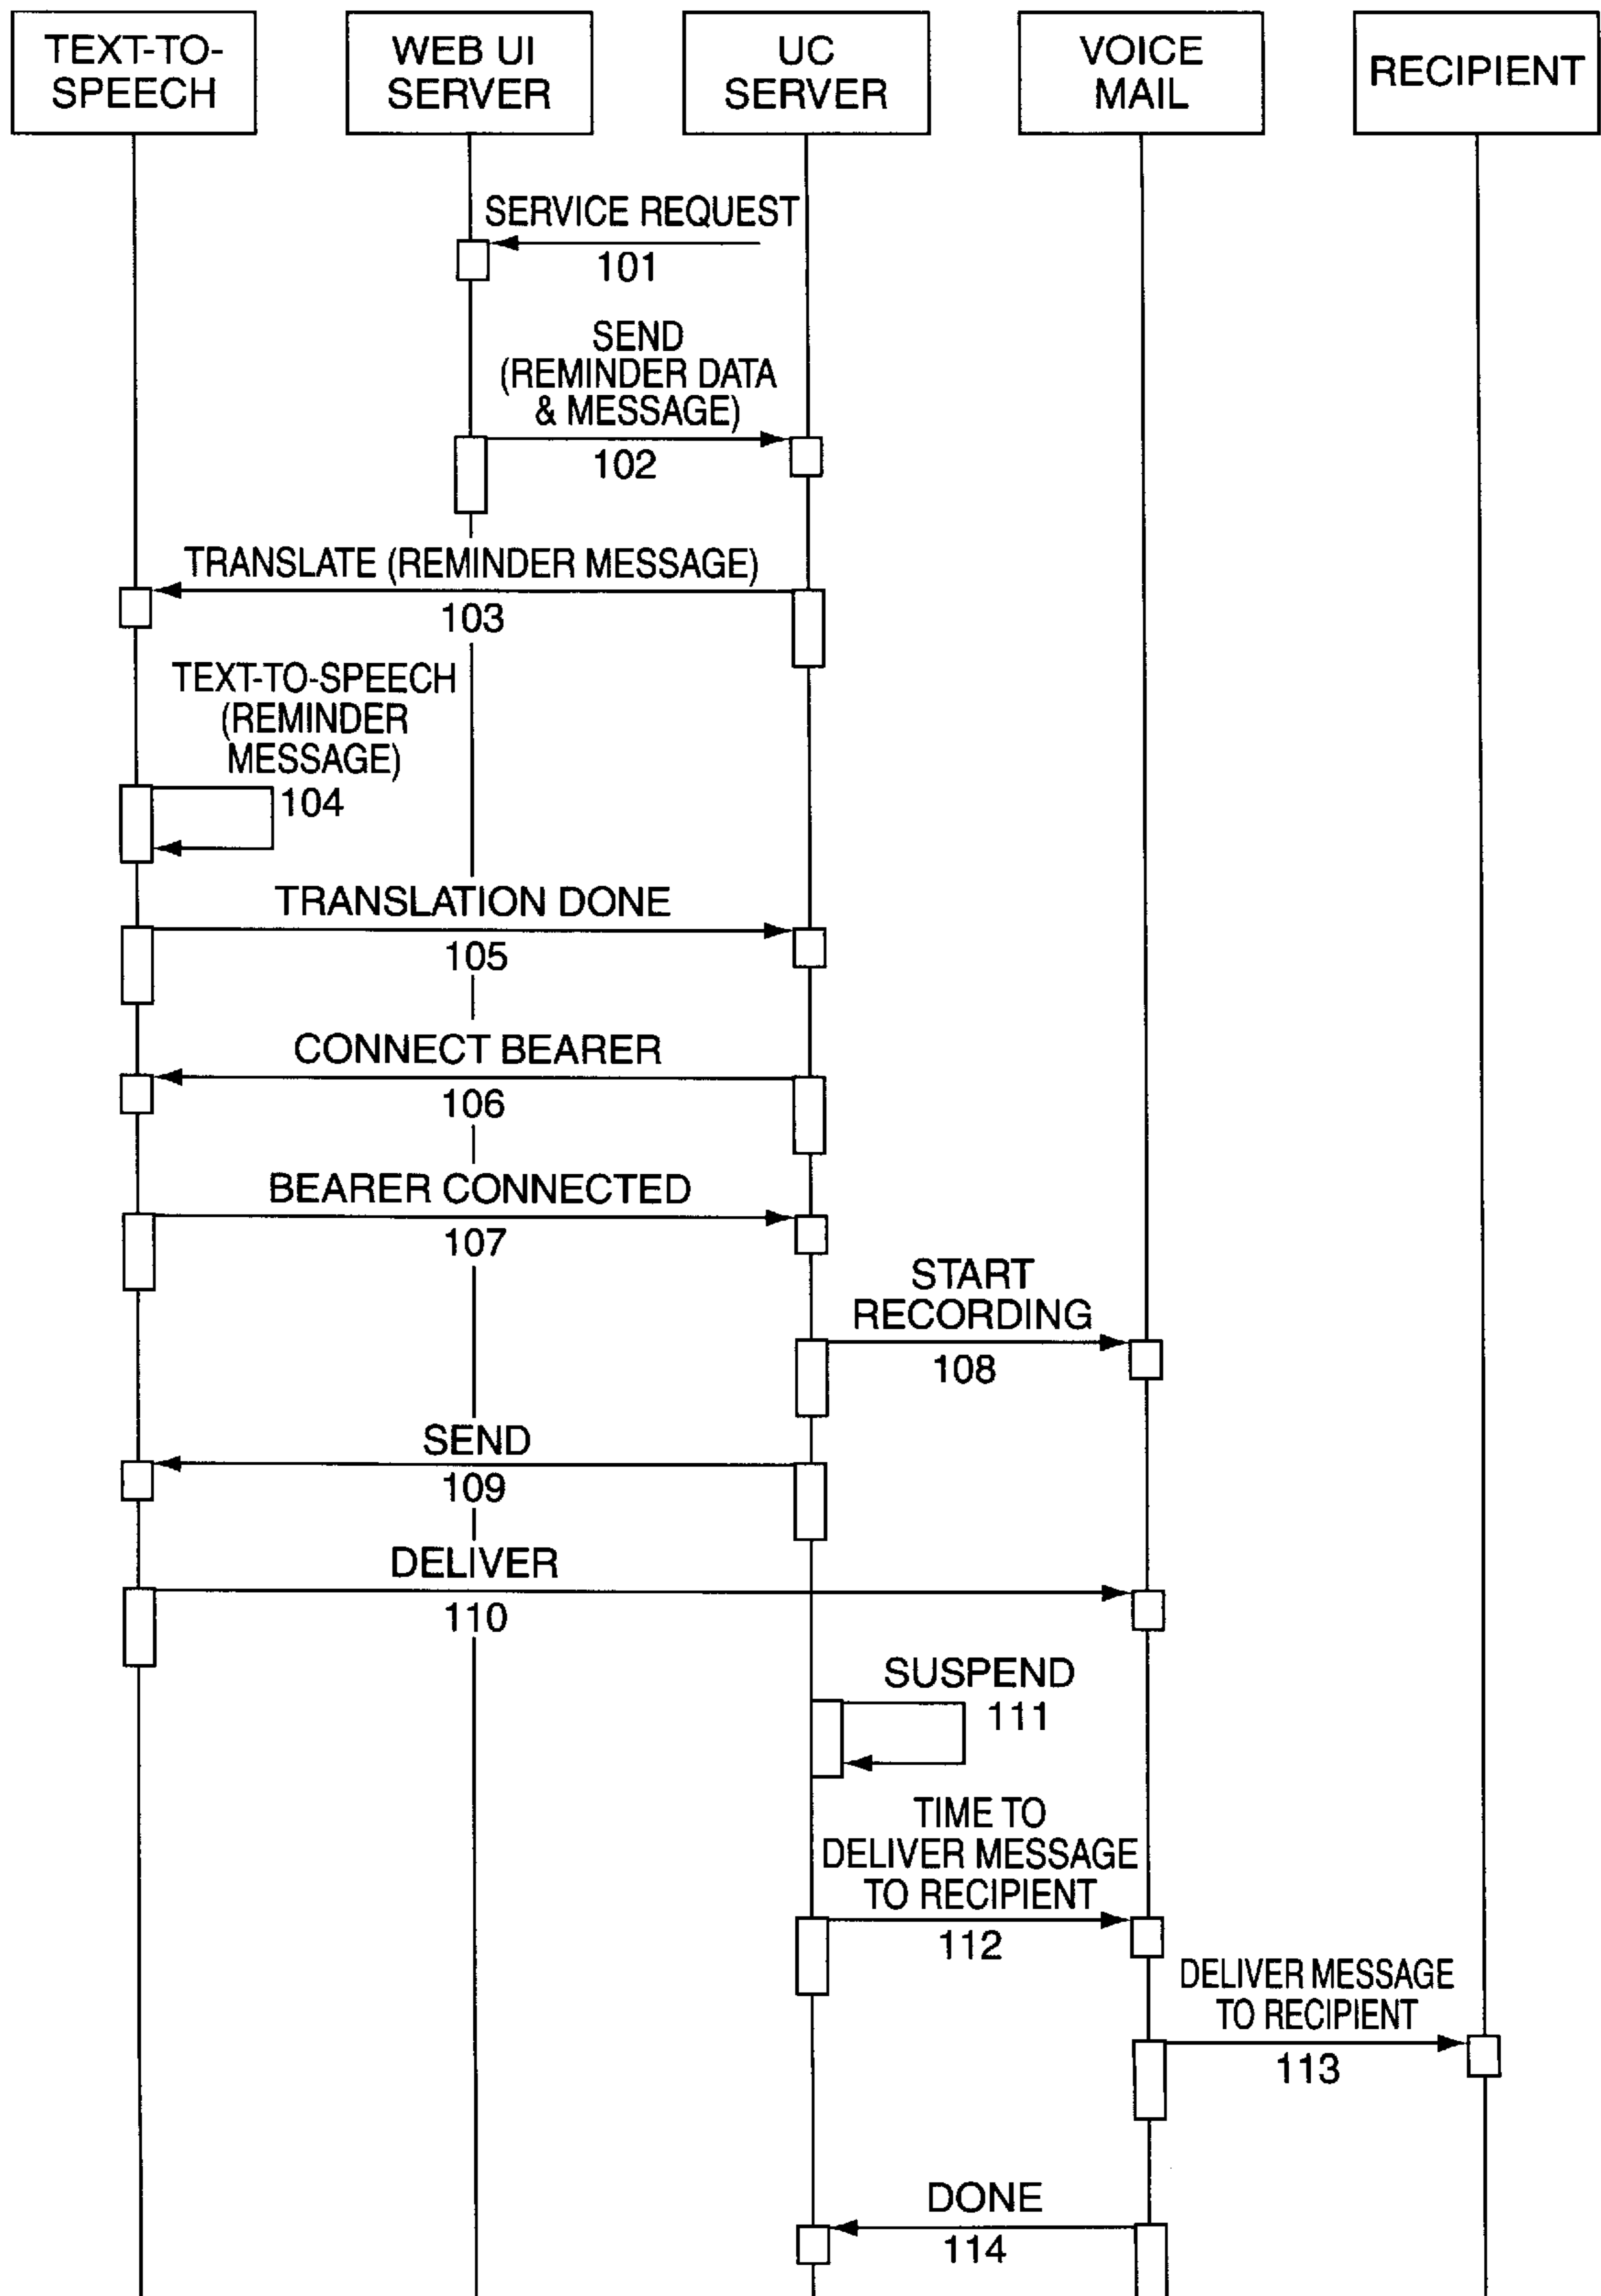 TEXT-TO-
SPEECH
WEB UI
SERVER
UC
SERVER
VOICE
MAIL
RECIPIENT
SERVICE REQUEST
101
SEND
(REMINDER DATA
& MESSAGE)
102
TRANSLATE (REMINDER MESSAGE)
103
TEXT-TO-SPEECH
(REMINDER
MESSAGE)
104
TRANSLATION DONE
105
CONNECT BEARER
106
BEARER CONNECTED
107
START
RECORDING
108
SEND
109
DELIVER
110
SUSPEND
111
TIME TO
DELIVER MESSAGE
TO RECIPIENT
112
DELIVER MESSAGE
TO RECIPIENT
113
DONE
114